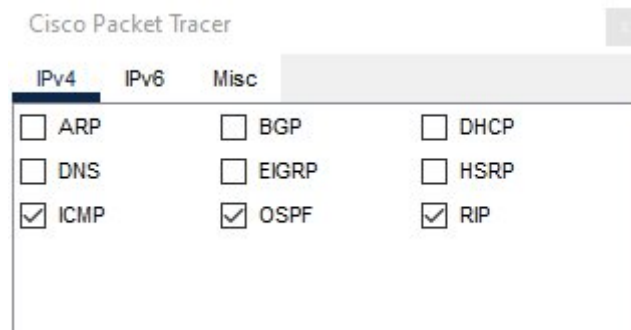 Cisco Packet Tracer
IPv4 IPv6 Misc
ARP BGP DHCP
DNS EIGRP HSRP
ICMP OSPF RIP